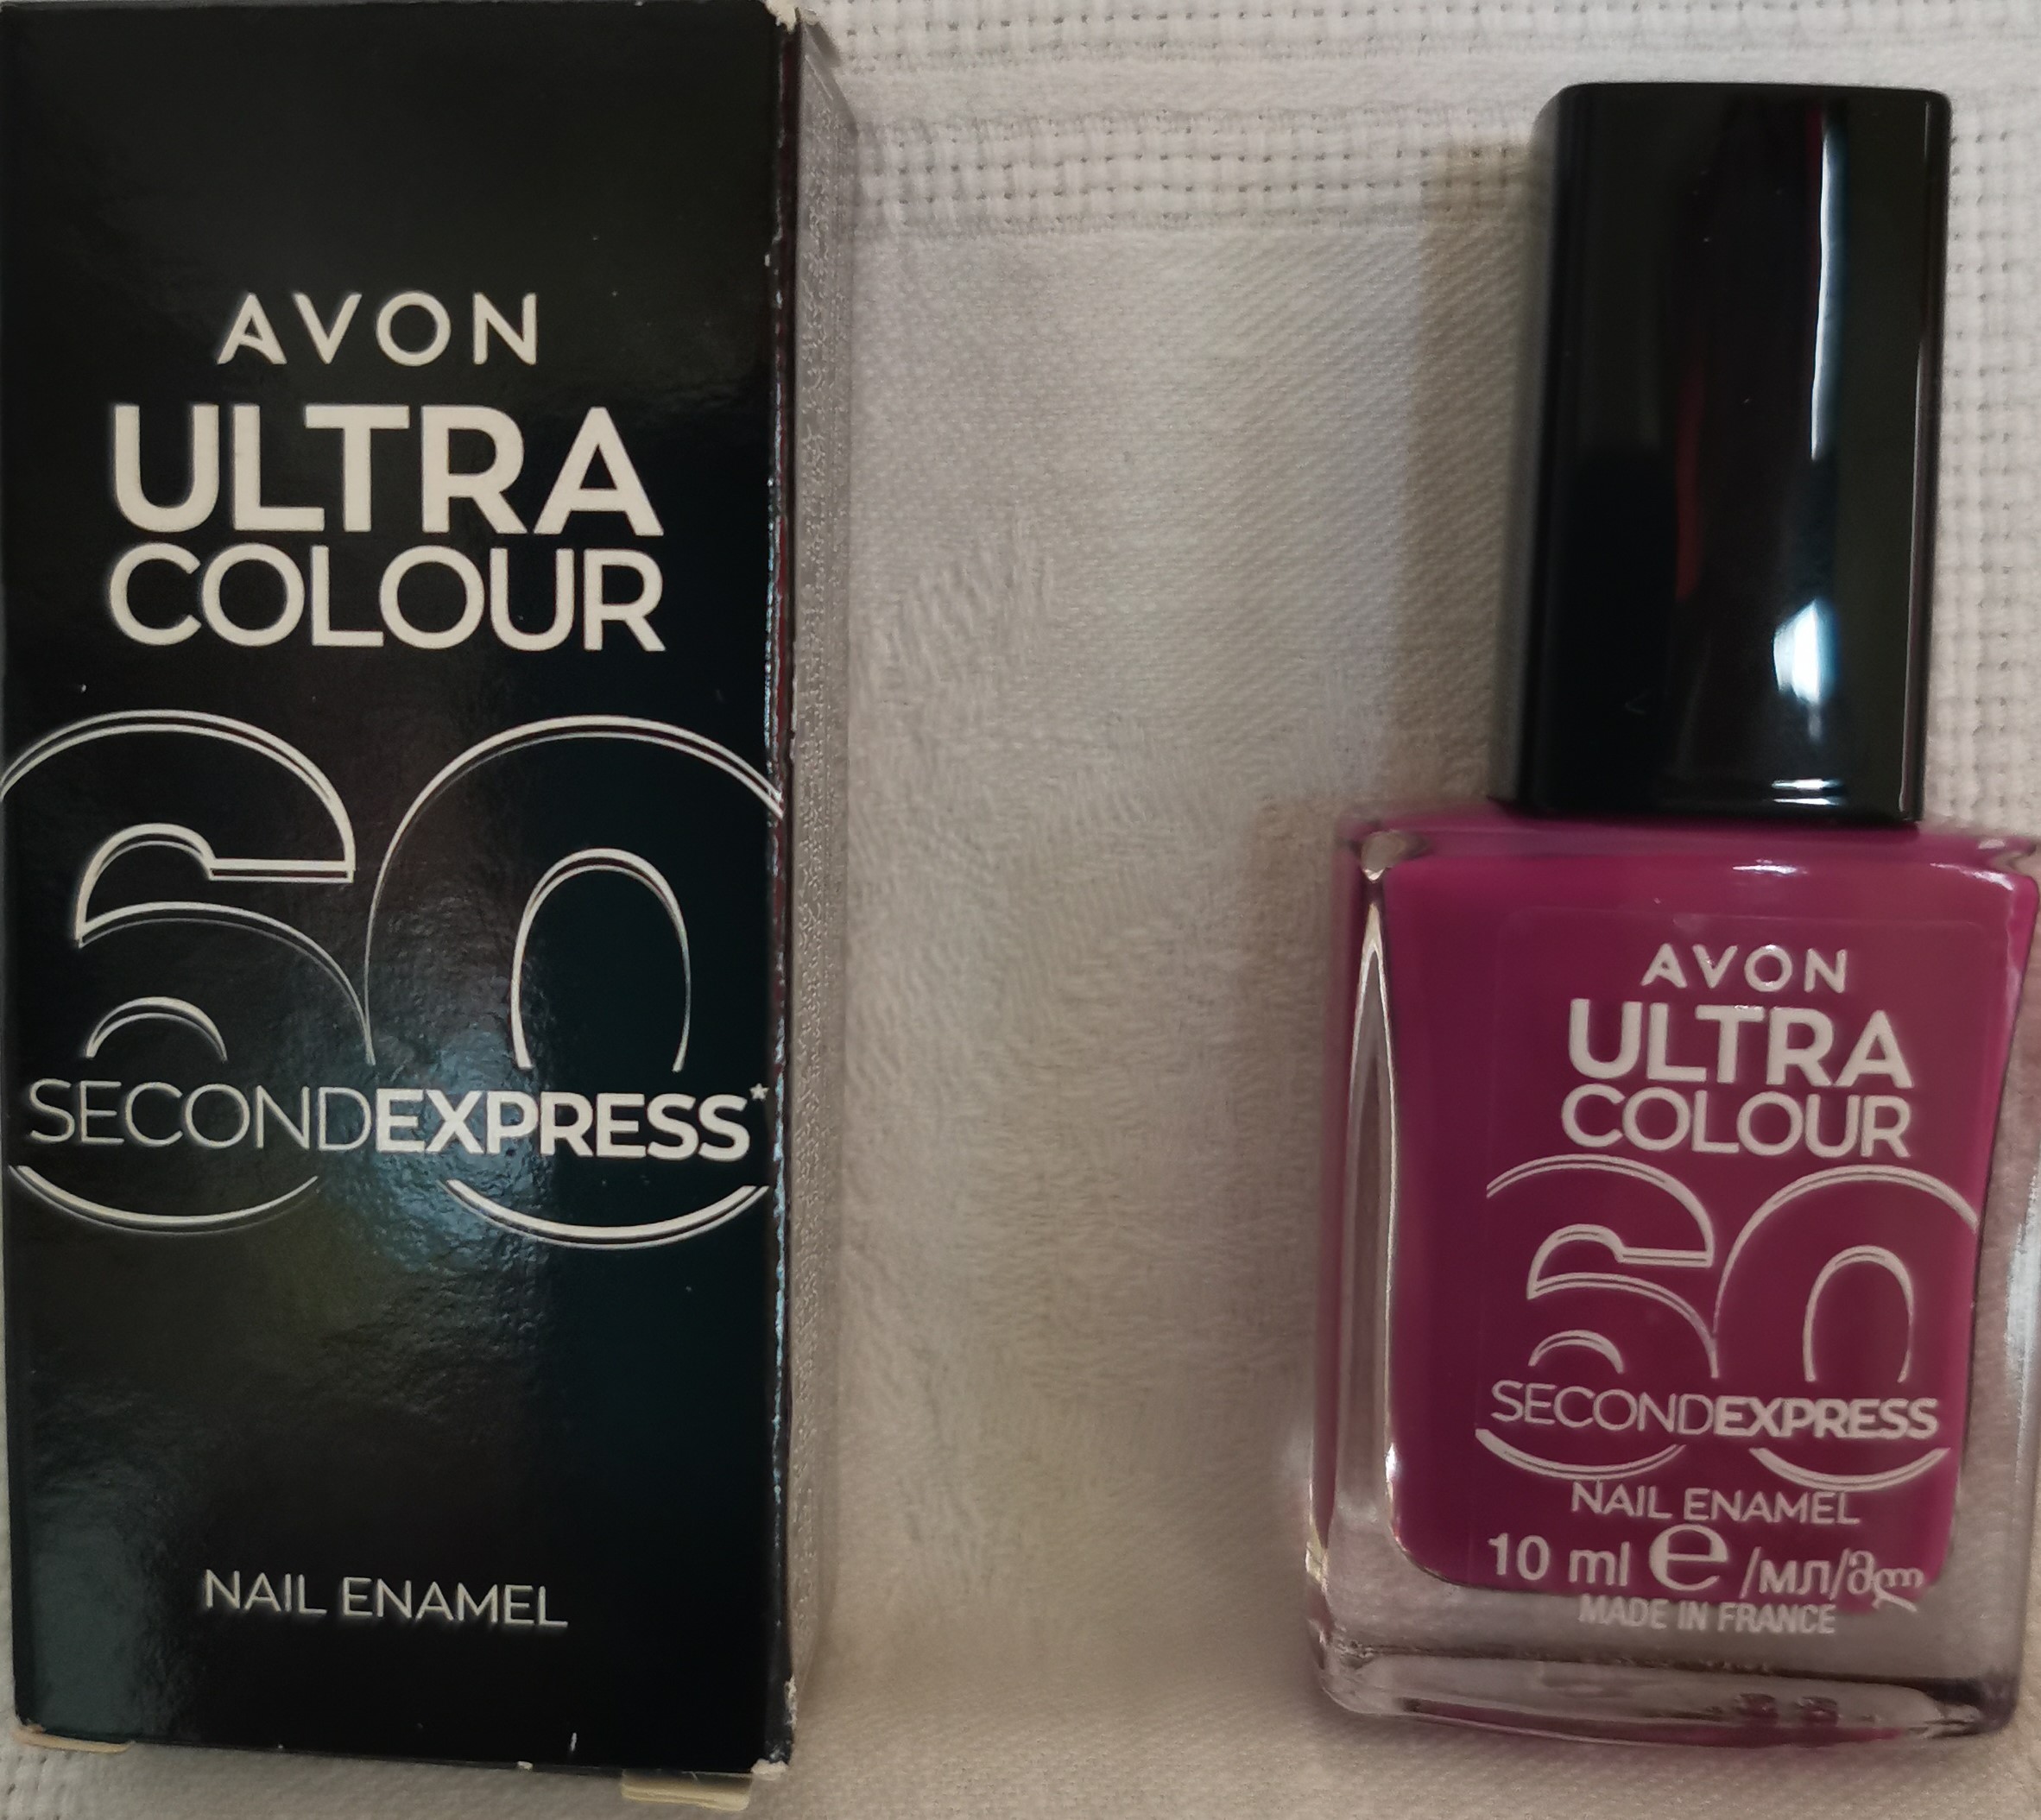 AVON
ULTRA
COLOUR
60
SECONDEXPRESS*
NAIL ENAMEL
AVON
ULTRA
COLOUR
60
SECONDEXPRESS
NAIL ENAMEL
10 ml e /мл/მლ
MADE IN FRANCE